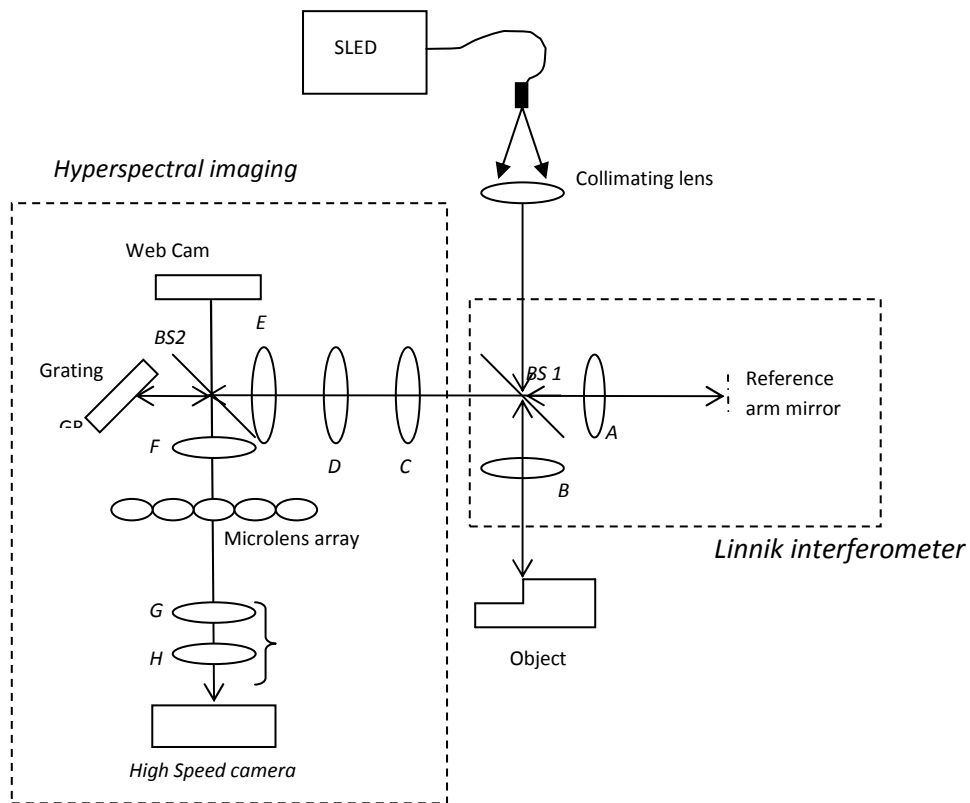 SLED
Collimating lens
Hyperspectral imaging
Web Cam
E
BS2
Grating
F
D
C
BS 1
A
B
Reference
arm mirror
Microlens array
Linnik interferometer
G
H
Object
High Speed camera